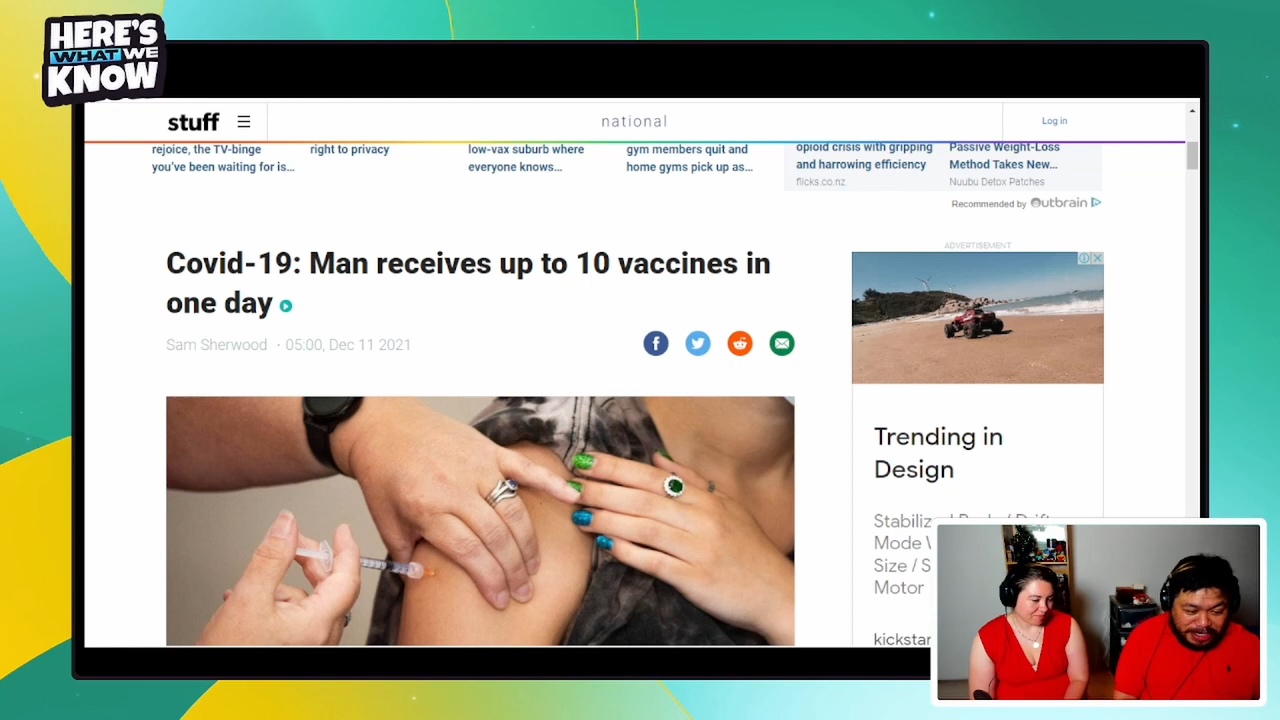 HERE'S
WHAT WE
KNOW
stuff
national
Log in
rejoice, the TV-binge
you've been waiting for is...
right to privacy
low-vax suburb where
everyone knows...
gym members quit and
home gyms pick up as...
opioid crisis with gripping
and harrowing efficiency
flicks.co.nz
Passive Weight-Loss
Method Takes New...
Nuubu Detox Patches
Recommended by Outbrain
ADVERTISEMENT
Covid-19: Man receives up to 10 vaccines in
one day
Sam Sherwood · 05:00, Dec 11 2021
Trending in
Design
Mode
Size / S
Motor
kickstar